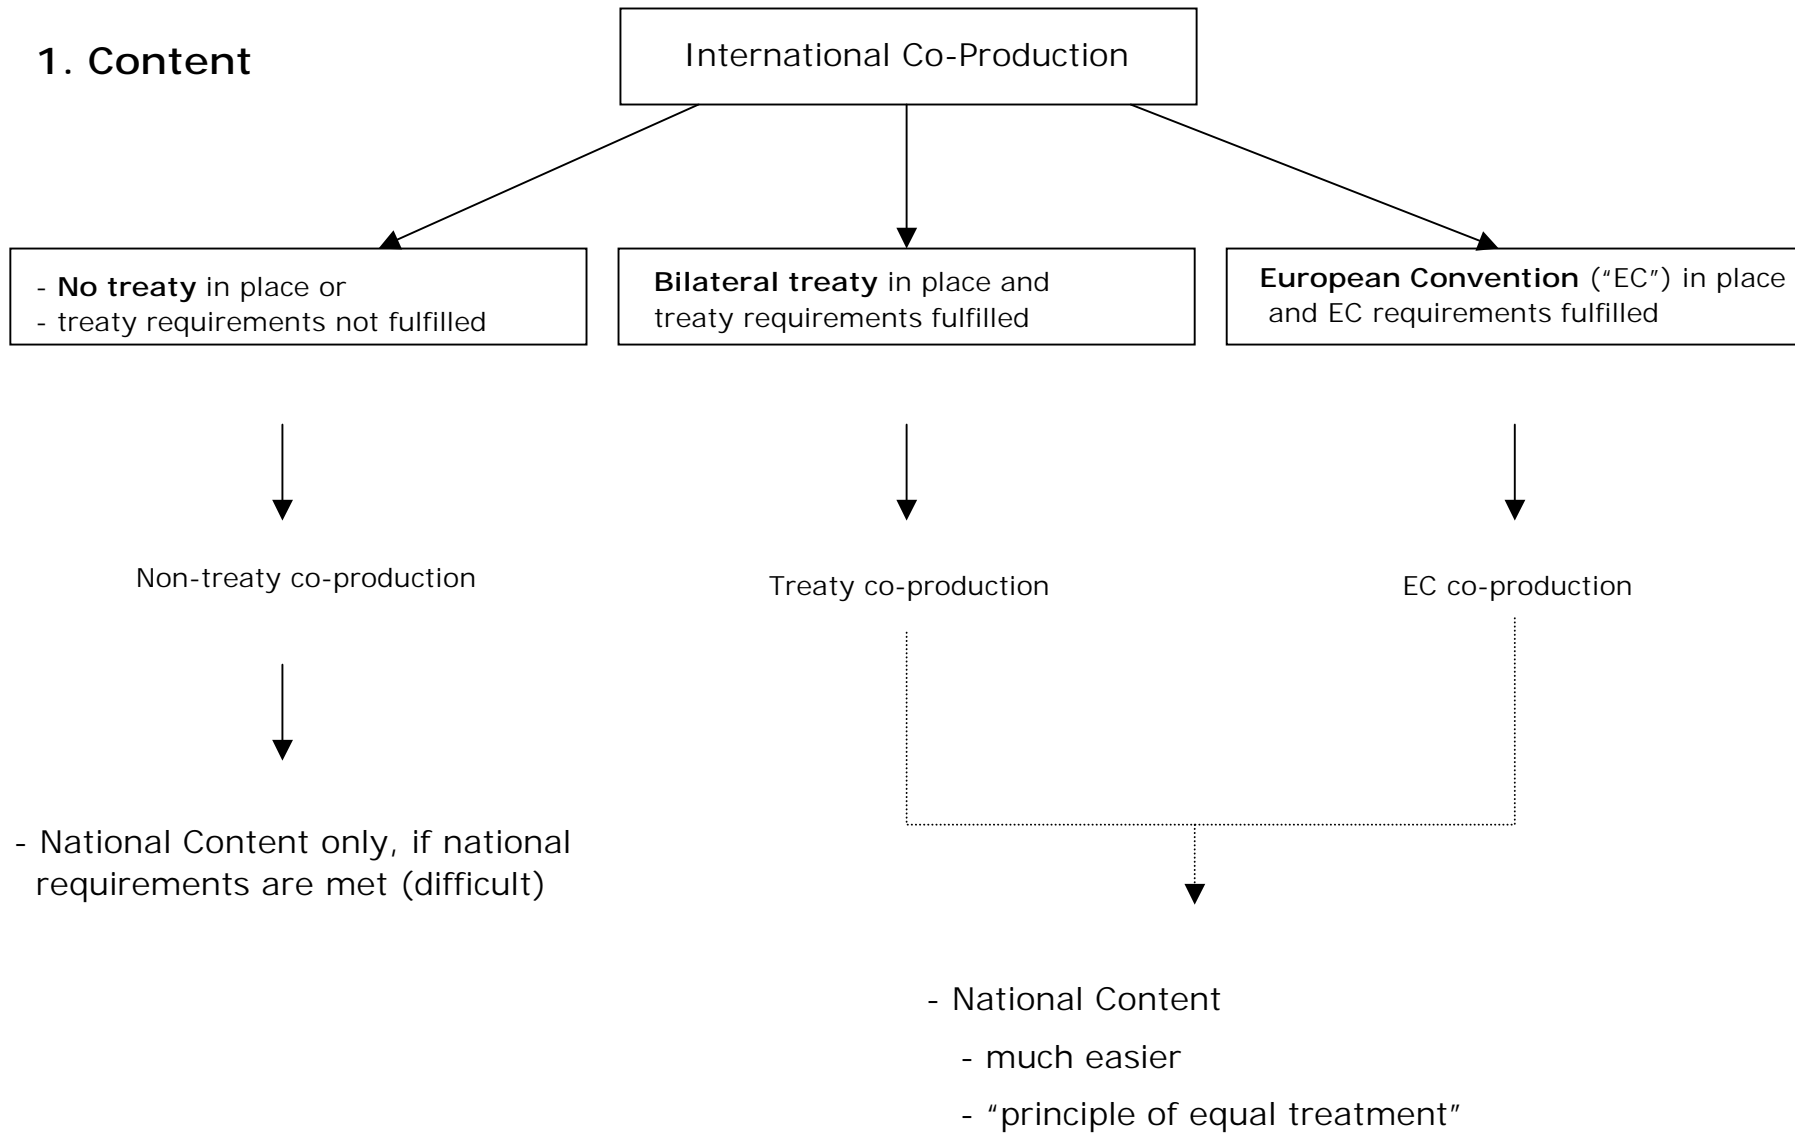 1. Content
International Co-Production
- No treaty in place or
- treaty requirements not fulfilled
Bilateral treaty in place and
treaty requirements fulfilled
European Convention (“EC”) in place
and EC requirements fulfilled
Non-treaty co-production
Treaty co-production
EC co-production
- National Content only, if national
requirements are met (difficult)
- National Content
- much easier
- “principle of equal treatment”